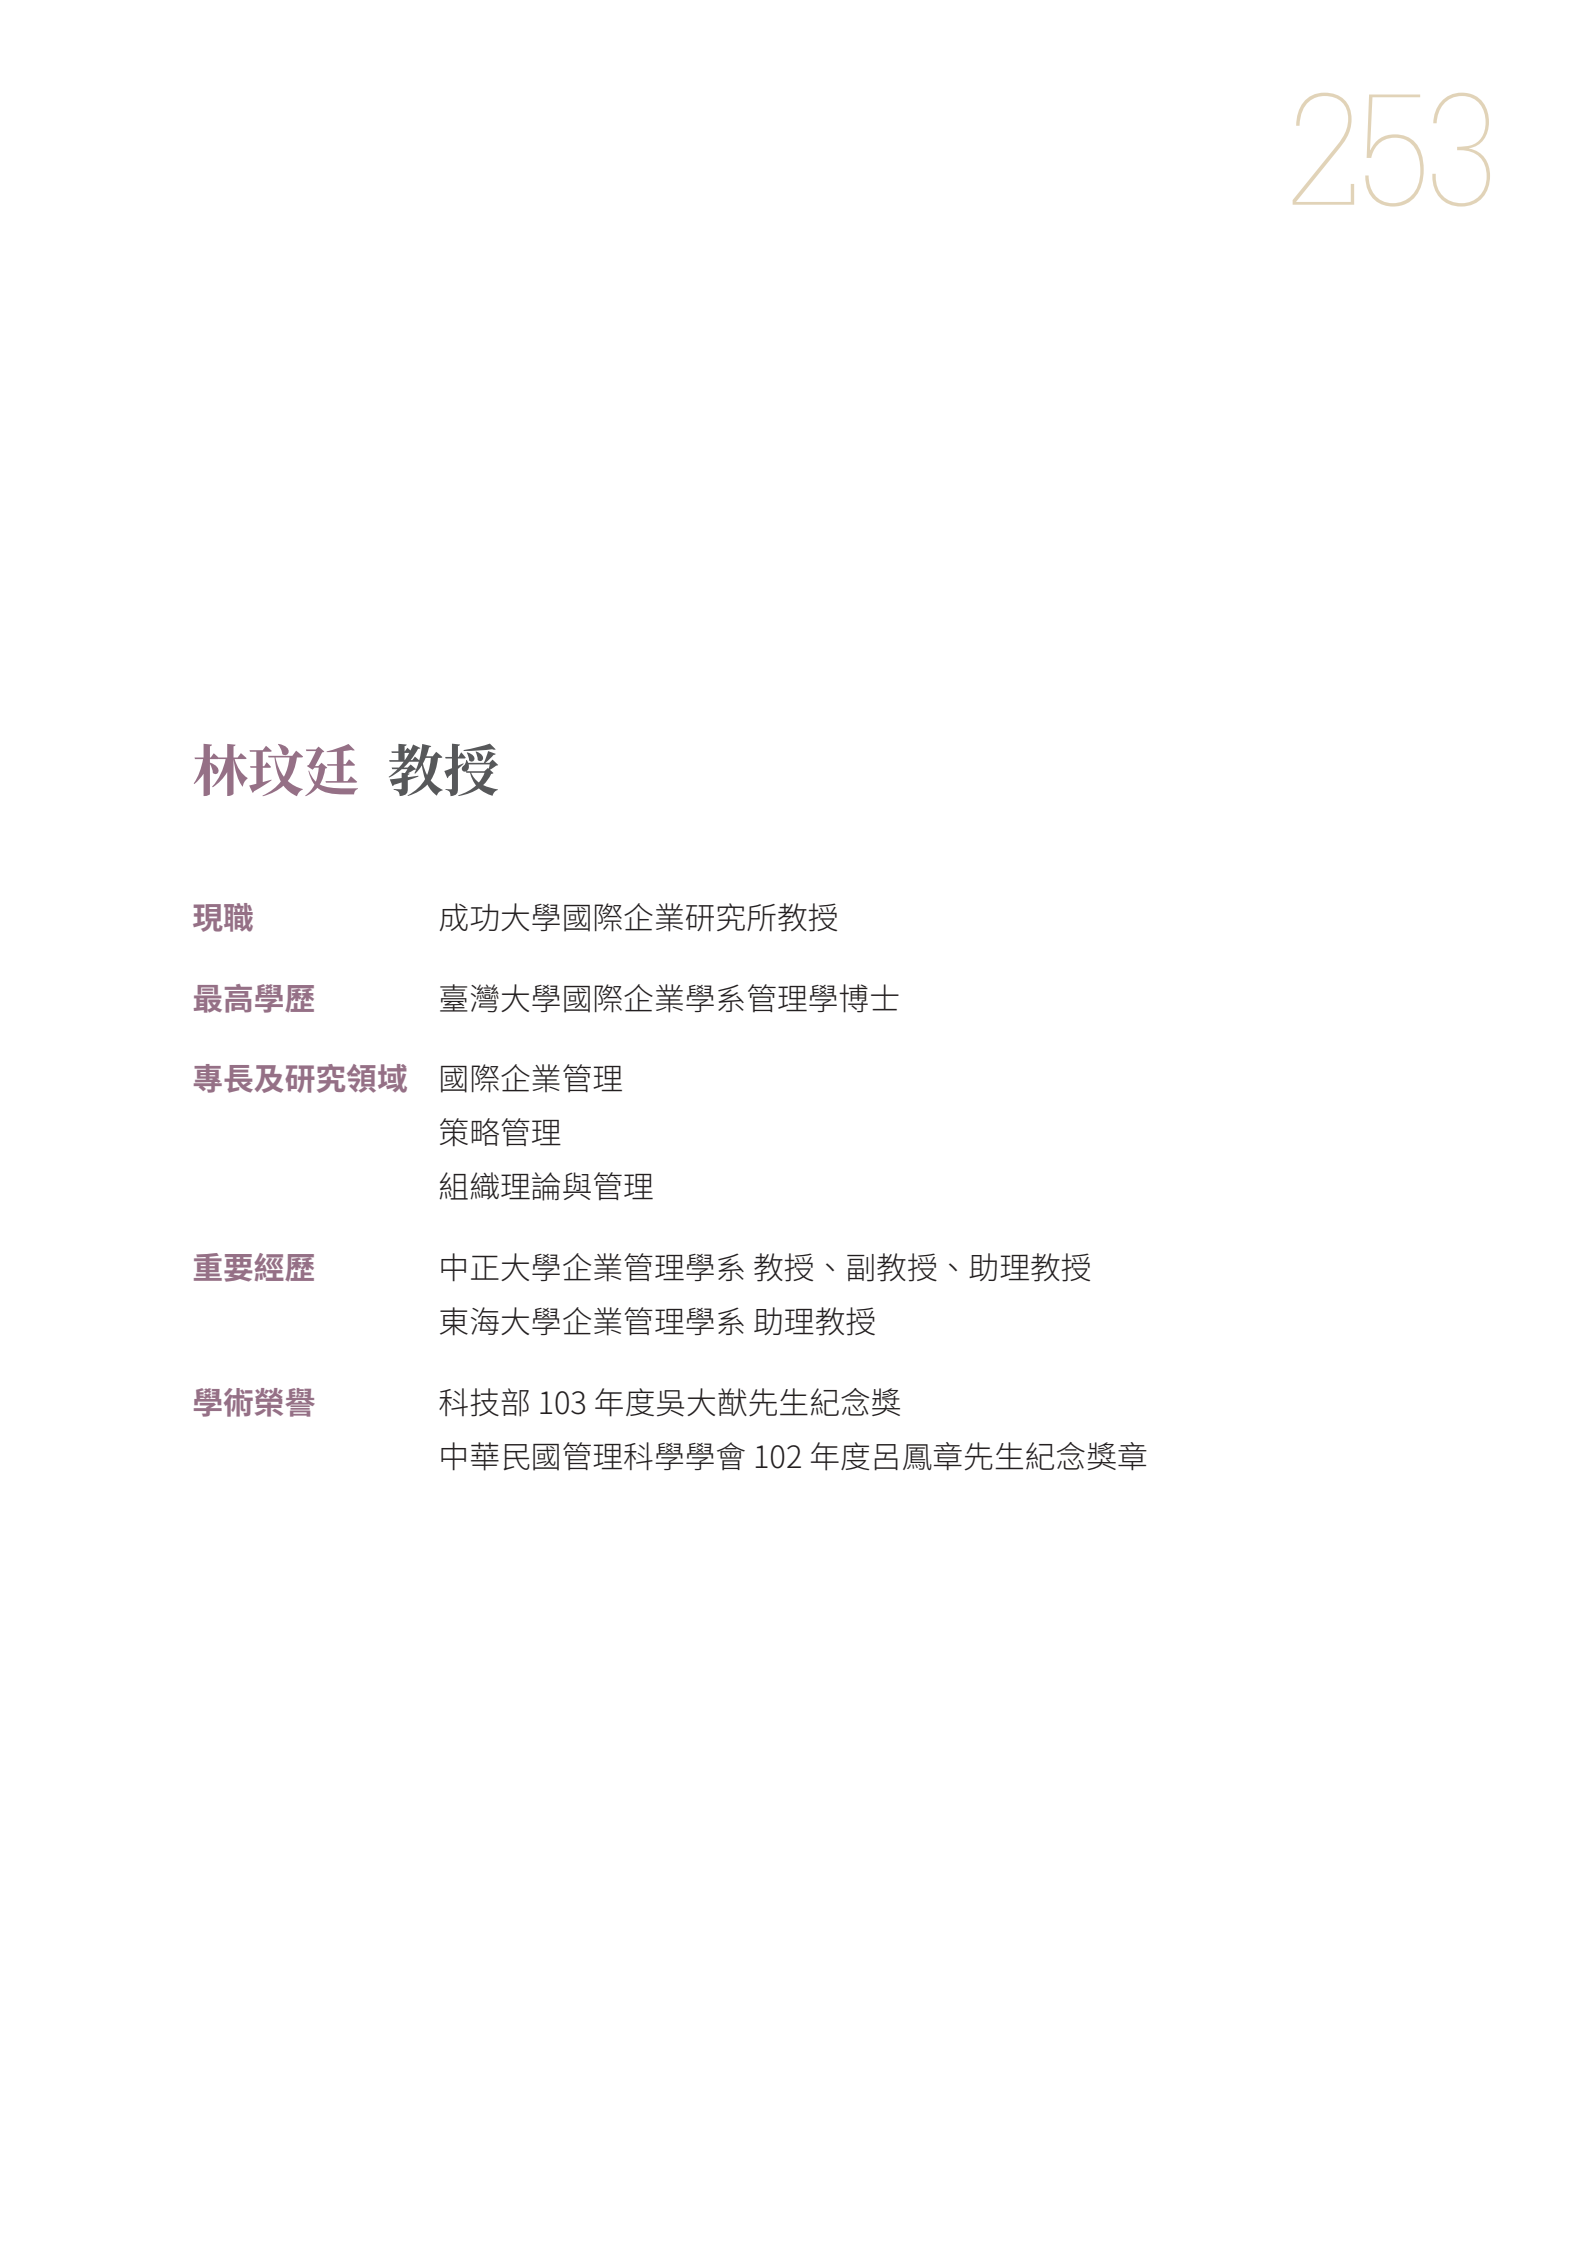 253
林玟廷 教授
現職 成功大學國際企業研究所教授
最高學歷 臺灣大學國際企業學系管理學博士
專長及研究領域 國際企業管理
策略管理
組織理論與管理
重要經歷 中正大學企業管理學系 教授、副教授、助理教授
東海大學企業管理學系 助理教授
學術榮譽 科技部 103 年度吳大猷先生紀念獎
中華民國管理科學學會 102 年度呂鳳章先生紀念獎章